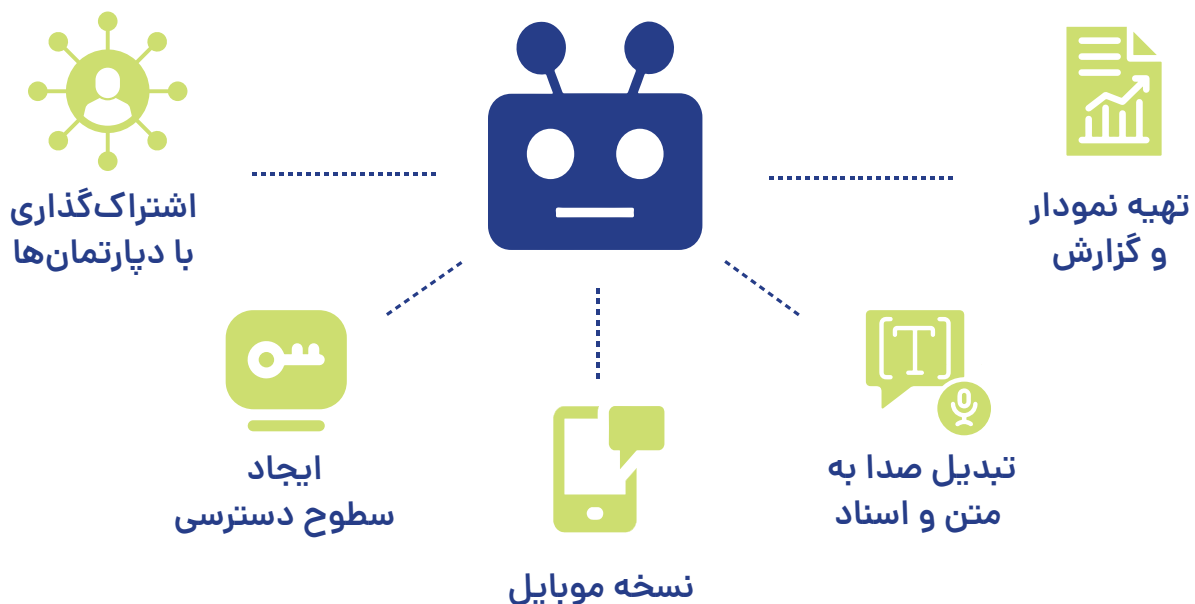 تهیه نمودار
و گزارش
اشتراک‌گذاری
با دپارتمان‌ها
تبدیل صدا به
متن و اسناد
ایجاد
سطوح دسترسی
نسخه موبایل
[T]